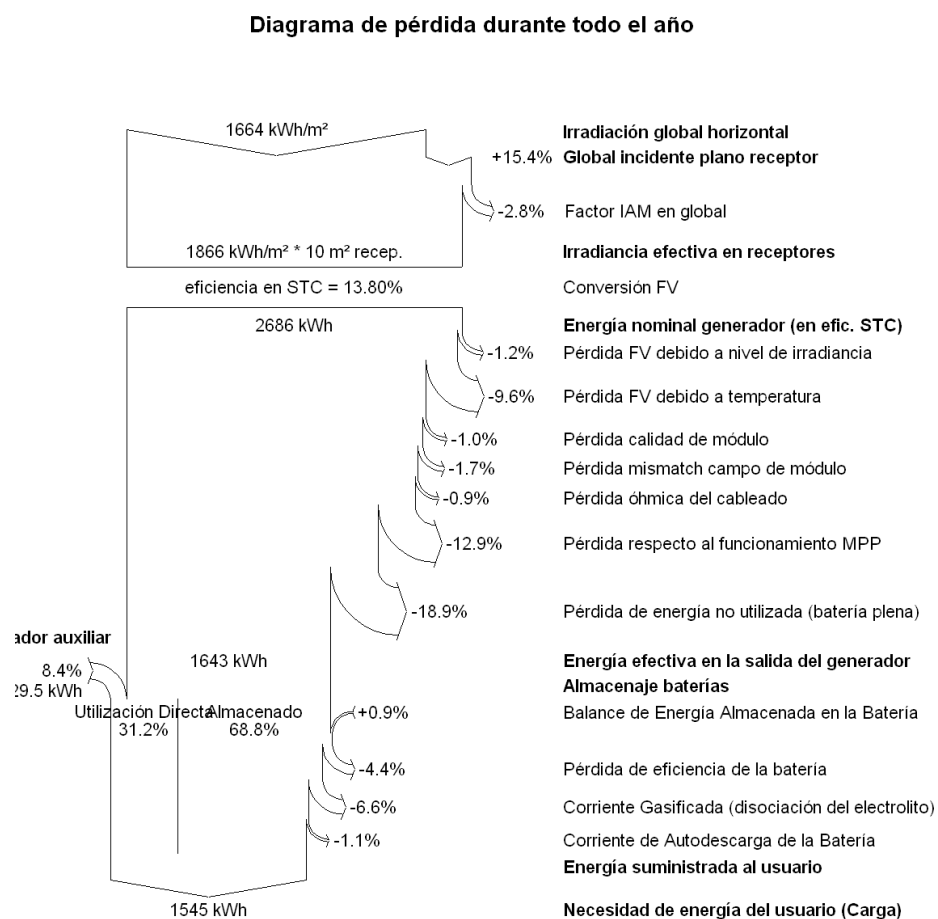 Diagrama de pérdida durante todo el año
1664 kWh/m² Irradiación global horizontal
+15.4% Global incidente plano receptor
-2.8% Factor IAM en global
1866 kWh/m² * 10 m² recep. Irradiancia efectiva en receptores
eficiencia en STC = 13.80% Conversión FV
2686 kWh Energía nominal generador (en efic. STC)
-1.2% Pérdida FV debido a nivel de irradiancia
-9.6% Pérdida FV debido a temperatura
-1.0% Pérdida calidad de módulo
-1.7% Pérdida mismatch campo de módulo
-0.9% Pérdida óhmica del cableado
-12.9% Pérdida respecto al funcionamiento MPP
-18.9% Pérdida de energía no utilizada (batería plena)
ador auxiliar
1643 kWh Energía efectiva en la salida del generador
8.4%
29.5 kWh Almacenaje baterías
Utilización Directa Almacenado +0.9% Balance de Energía Almacenada en la Batería
31.2% 68.8%
-4.4% Pérdida de eficiencia de la batería
-6.6% Corriente Gasificada (disociación del electrolito)
-1.1% Corriente de Autodescarga de la Batería
Energía suministrada al usuario
1545 kWh Necesidad de energía del usuario (Carga)